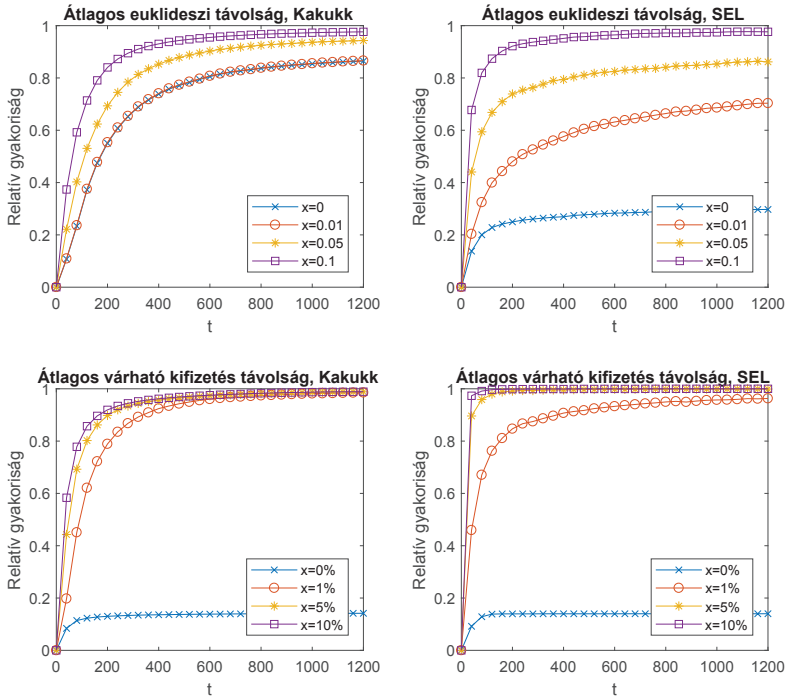 Átlagos euklideszi távolság, Kakukk
1
0.8
0.6
0.4
0.2
0
Relatív gyakoriság
x=0
x=0.01
x=0.05
x=0.1
0 200 400 600 800 1000 1200
t
Átlagos euklideszi távolság, SEL
1
0.8
0.6
0.4
0.2
0
Relatív gyakoriság
x=0
x=0.01
x=0.05
x=0.1
0 200 400 600 800 1000 1200
t
Átlagos várható kifizetés távolság, Kakukk
1
0.8
0.6
0.4
0.2
0
Relatív gyakoriság
x=0%
x=1%
x=5%
x=10%
0 200 400 600 800 1000 1200
t
Átlagos várható kifizetés távolság, SEL
1
0.8
0.6
0.4
0.2
0
Relatív gyakoriság
x=0%
x=1%
x=5%
x=10%
0 200 400 600 800 1000 1200
t